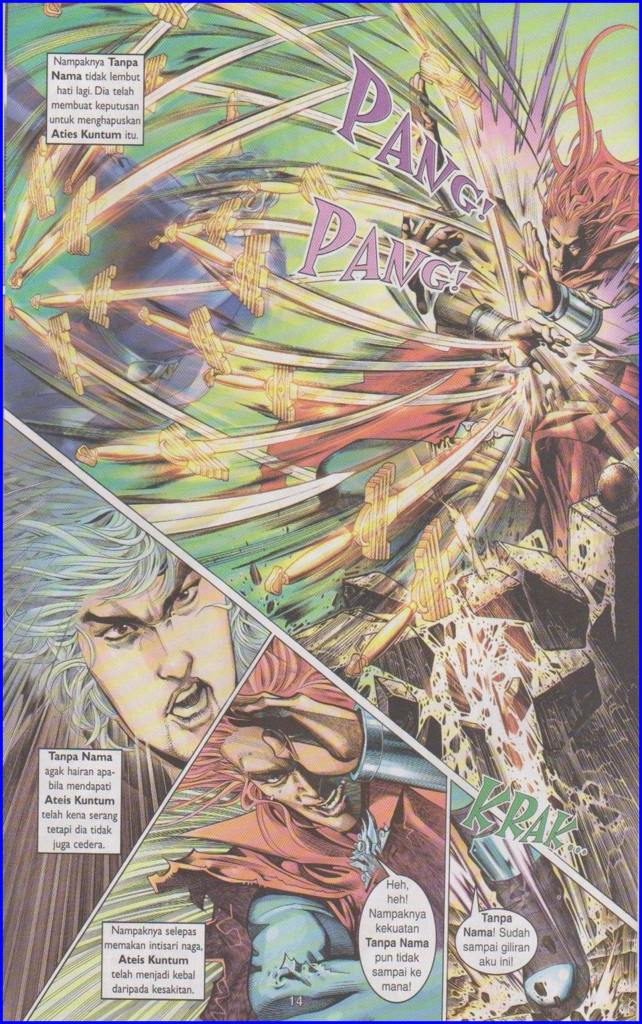 Nampaknya Tanpa
Nama tidak lembut
hati lagi. Dia telah
membuat keputusan
untuk menghapuskan
Aties Kuntum itu.
PANG!
PANG!
Tanpa Nama
agak hairan apa-
bila mendapati
Ateis Kuntum
telah kena serang
tetapi dia tidak
juga cedera.
Nampaknya selepas
memakan intisari naga,
Ateis Kuntum
telah menjadi kebal
daripada kesakitan.
Heh,
heh!
Nampaknya
kekuatan
Tanpa Nama
pun tidak
sampai ke
mana!
KRAK...
Tanpa
Nama! Sudah
sampai giliran
aku ini!
14